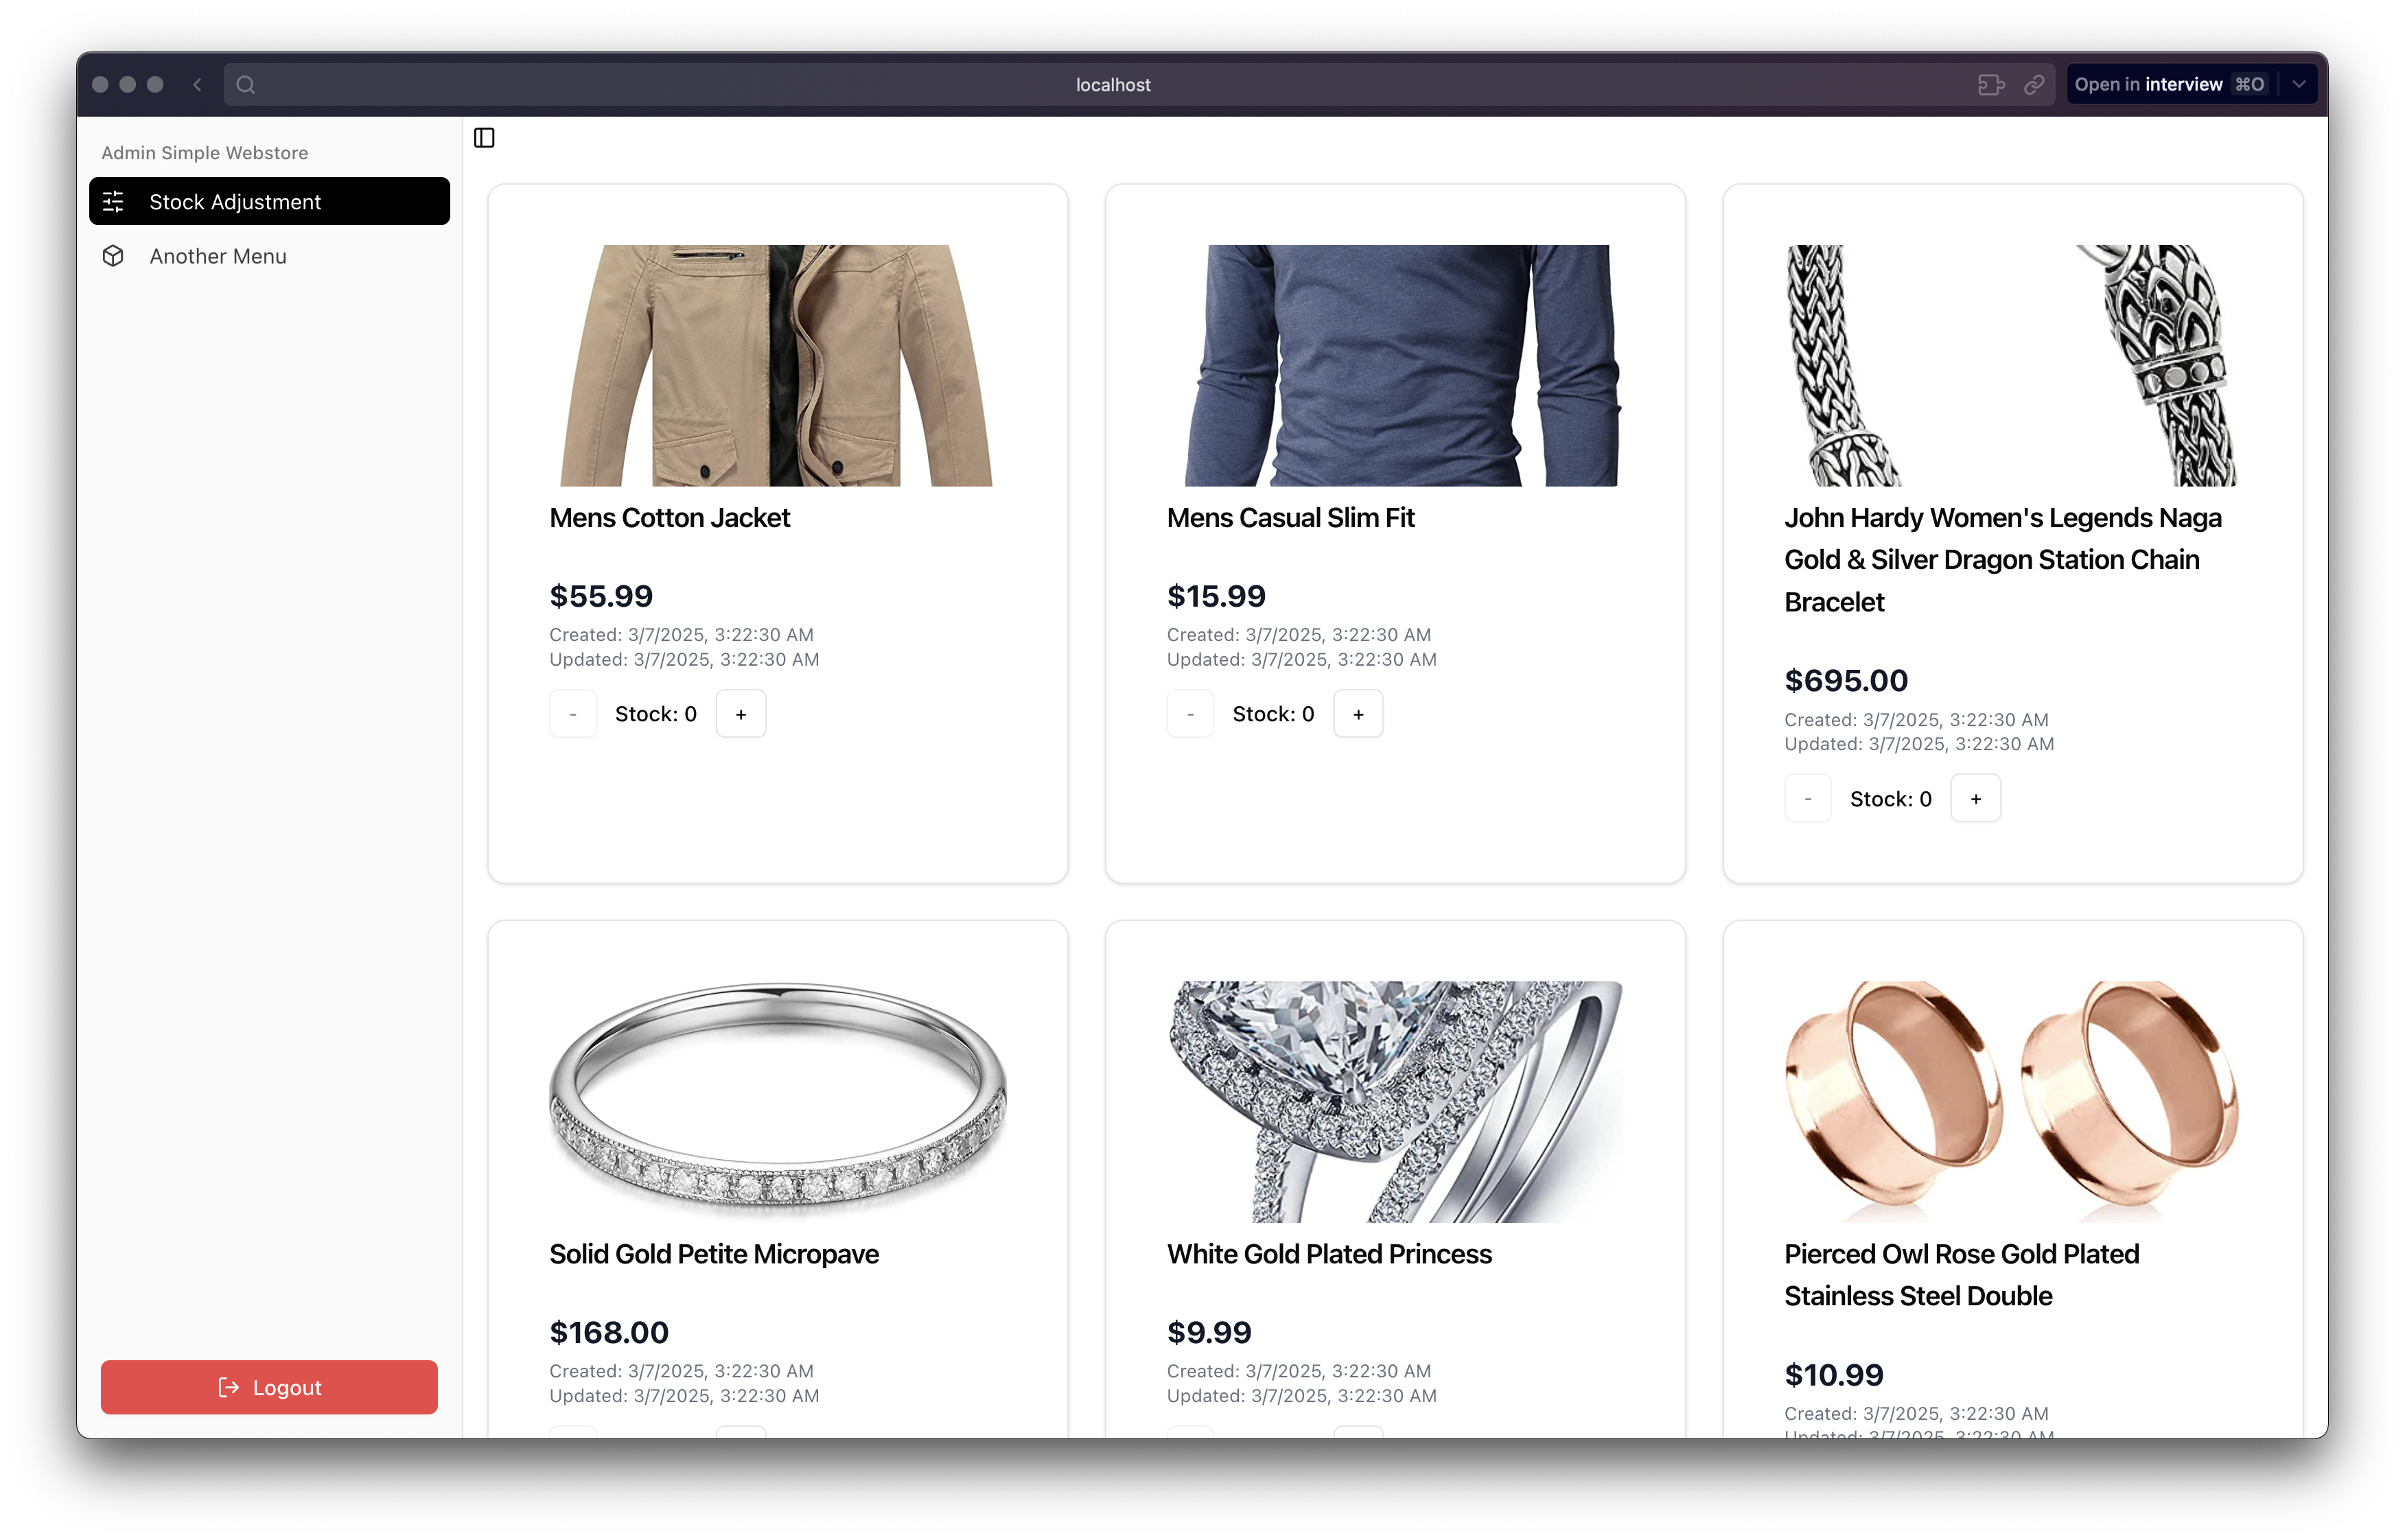 localhost
Open in interview ⌘O
Admin Simple Webstore
Stock Adjustment
Another Menu
Mens Cotton Jacket
$55.99
Created: 3/7/2025, 3:22:30 AM
Updated: 3/7/2025, 3:22:30 AM
- Stock: 0 +
Mens Casual Slim Fit
$15.99
Created: 3/7/2025, 3:22:30 AM
Updated: 3/7/2025, 3:22:30 AM
- Stock: 0 +
John Hardy Women's Legends Naga
Gold & Silver Dragon Station Chain
Bracelet
$695.00
Created: 3/7/2025, 3:22:30 AM
Updated: 3/7/2025, 3:22:30 AM
- Stock: 0 +
Solid Gold Petite Micropave
$168.00
Created: 3/7/2025, 3:22:30 AM
Updated: 3/7/2025, 3:22:30 AM
White Gold Plated Princess
$9.99
Created: 3/7/2025, 3:22:30 AM
Updated: 3/7/2025, 3:22:30 AM
Pierced Owl Rose Gold Plated
Stainless Steel Double
$10.99
Created: 3/7/2025, 3:22:30 AM
Updated: 3/7/2025, 3:22:30 AM
Logout